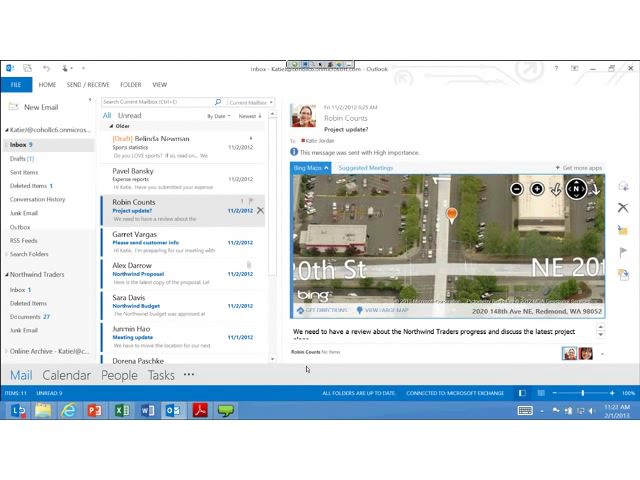 Inbox - KatieJ@cohollc6.onmicrosoft.com - Outlook
FILE HOME SEND / RECEIVE FOLDER VIEW
New Email
Search Current Mailbox (Ctrl+E) Current Mailbox
All Unread By Date Newest
KatieJ@cohollc6.onmicros...
Inbox 9
Drafts [1]
Sent Items
Deleted Items 1
Conversation History
Junk Email
Outbox
RSS Feeds
Search Folders
Northwind Traders
Inbox 1
Deleted Items
Documents 27
Junk Email
Online Archive - KatieJ@c...
Older
[Draft] Belinda Newman
Sports statistics 11/2/2012
Do you LOVE sports? If so, read on... We
Pavel Bansky
Expense reports 11/2/2012
Hi Katie. Have you submitted your expense
Robin Counts
Project update? 11/2/2012
We need to have a review about the
Garret Vargas
Please send customer info 11/2/2012
Hi Katie. I'm preparing for our meeting with
Alex Darrow
Northwind Proposal 11/2/2012
Here is the latest copy of the proposal. Let
Sara Davis
Northwind Budget 11/2/2012
The Northwind budget was approved at
Junmin Hao
Meeting update 11/1/2012
We have to move the location for our next
Dorena Paschke
Fri 11/2/2012 6:25 AM
Robin Counts
Project update?
To Katie Jordan
This message was sent with High importance.
Bing Maps Suggested Meetings + Get more apps
N
10th St
NE 20
bing
GET DIRECTIONS VIEW LARGE MAP 2020 148th Ave NE, Redmond, WA 98052
We need to have a review about the Northwind Traders progress and discuss the latest project
Robin Counts No Items
Mail Calendar People Tasks •••
ITEMS: 11 UNREAD: 9 ALL FOLDERS ARE UP TO DATE. CONNECTED TO: MICROSOFT EXCHANGE 100%
11:27 AM
2/1/2013